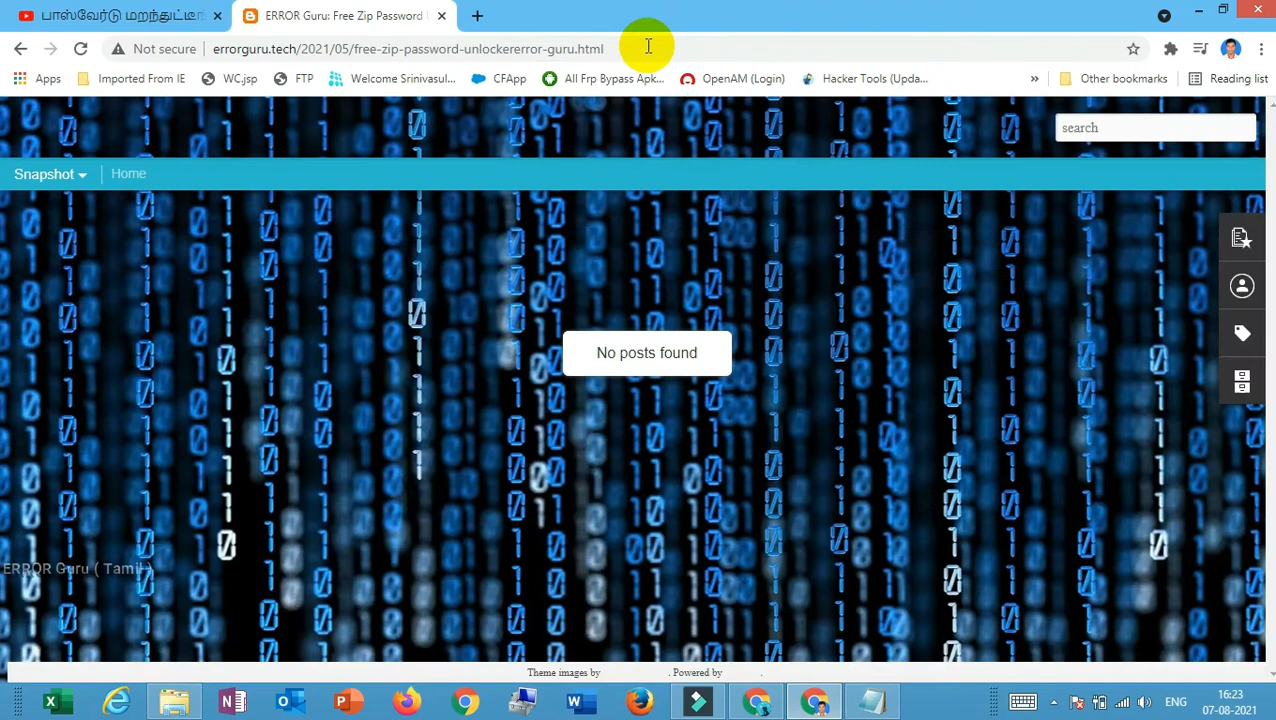 பாஸ்வேர்டு மறந்துட்டீங்
ERROR Guru: Free Zip Password U
Not secure
errorguru.tech/2021/05/free-zip-password-unlockererror-guru.html
Apps
Imported From IE
WC.jsp
FTP
Welcome Srinivasul...
CFApp
All Frp Bypass Apk...
OpenAM (Login)
Hacker Tools (Upda...
»
Other bookmarks
Reading list
search
Snapshot
Home
No posts found
ERROR Guru ( Tamil )
Theme images by . Powered by .
ENG
16:23
07-08-2021